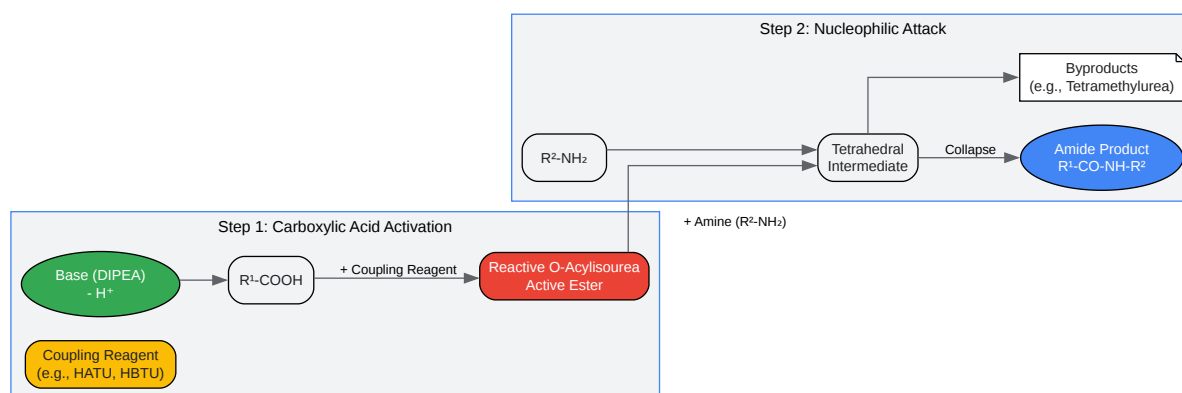 Step 2: Nucleophilic Attack
Byproducts
(e.g., Tetramethylurea)
R²-NH₂
Tetrahedral
Intermediate
Collapse
Amide Product
R¹-CO-NH-R²
+ Amine (R²-NH₂)
Step 1: Carboxylic Acid Activation
Base (DIPEA)
- H⁺
R¹-COOH
+ Coupling Reagent
Reactive O-Acylisourea
Active Ester
Coupling Reagent
(e.g., HATU, HBTU)